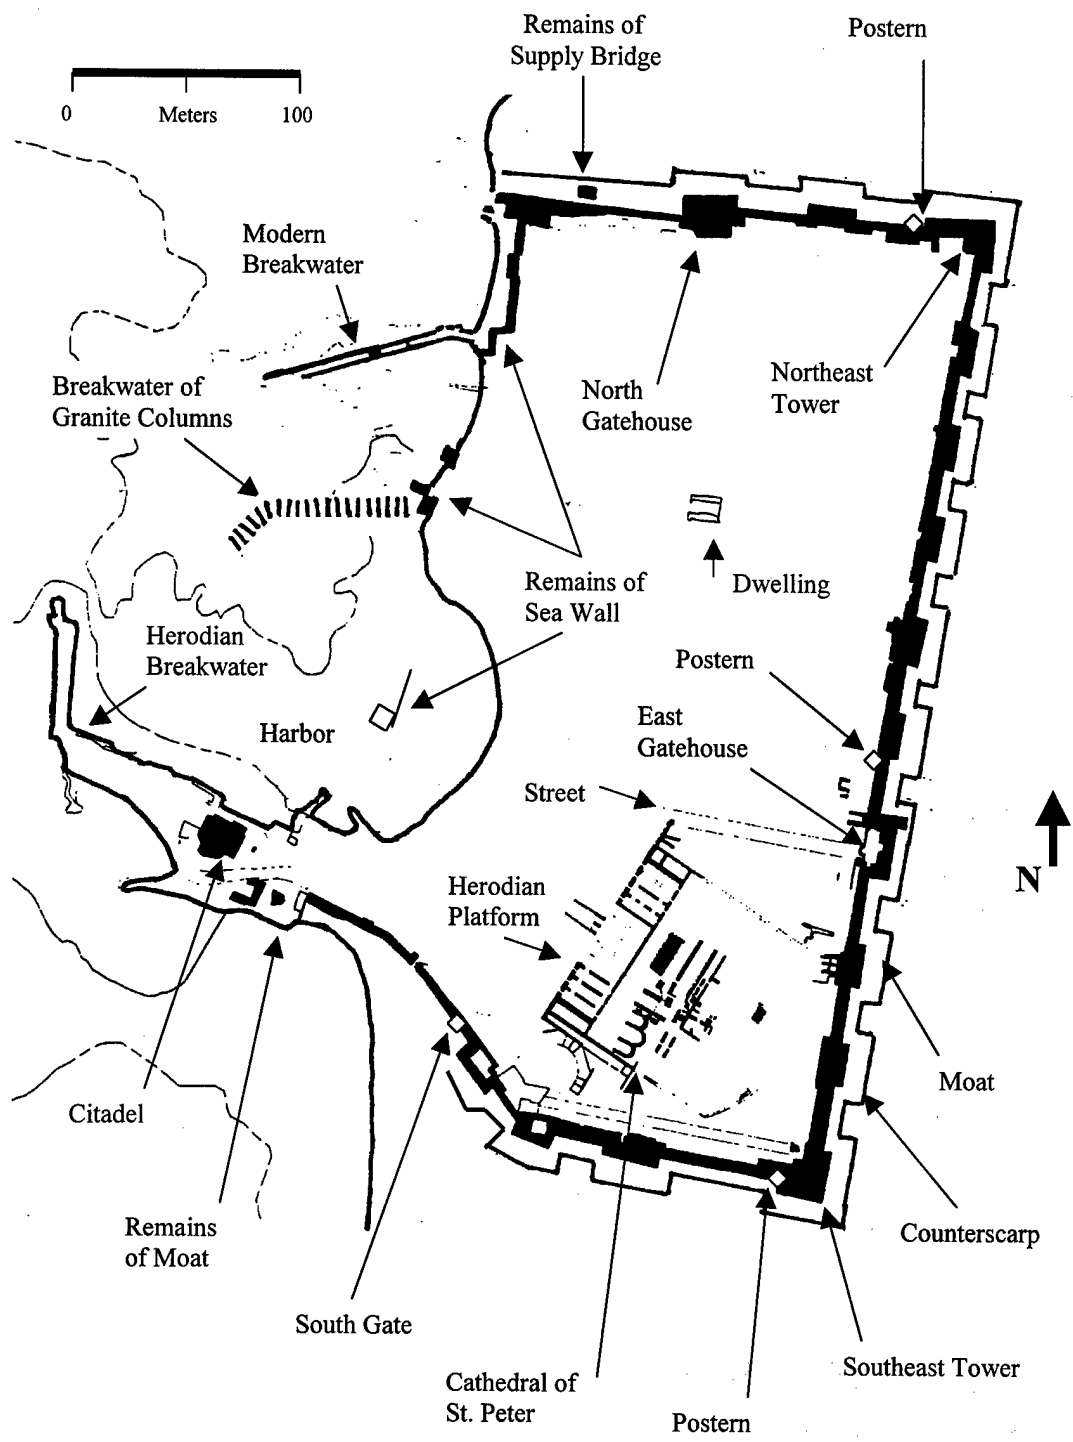 Remains of
Supply Bridge
Postern
0 Meters 100
Modern
Breakwater
Breakwater of
Granite Columns
North
Gatehouse
Northeast
Tower
Dwelling
Remains of
Sea Wall
Herodian
Breakwater
Postern
East
Gatehouse
Harbor
Street
N
Herodian
Platform
Moat
Citadel
Counterscarp
Remains
of Moat
South Gate
Southeast Tower
Cathedral of
St. Peter
Postern